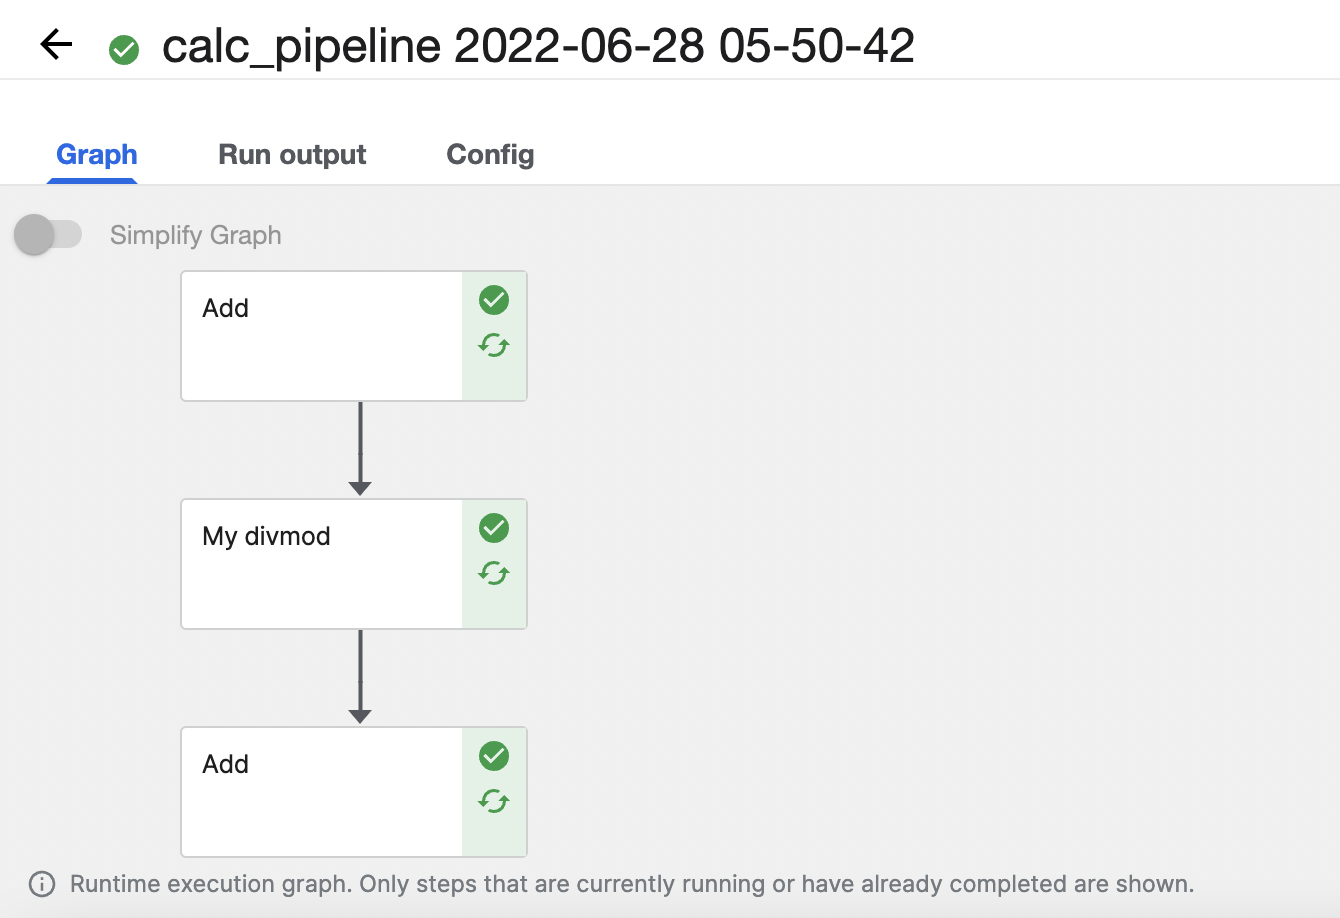 calc_pipeline 2022-06-28 05-50-42
Graph Run output Config
Simplify Graph
Add
My divmod
Add
Runtime execution graph. Only steps that are currently running or have already completed are shown.